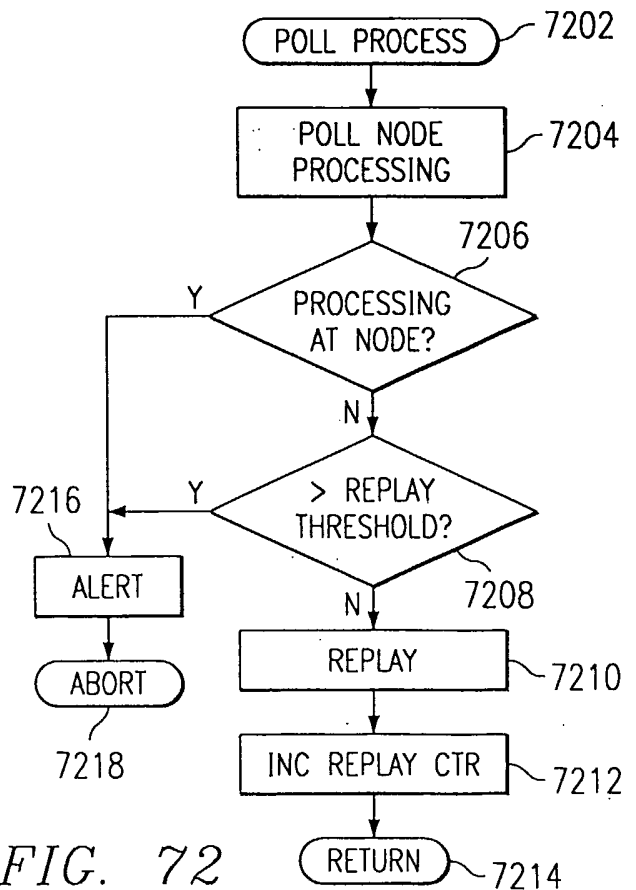 POLL PROCESS
7202
POLL NODE
PROCESSING
7204
7206
PROCESSING
AT NODE?
Y
N
> REPLAY
THRESHOLD?
Y
7208
N
7216
ALERT
ABORT
7218
REPLAY
7210
INC REPLAY CTR
7212
RETURN
7214
FIG. 72